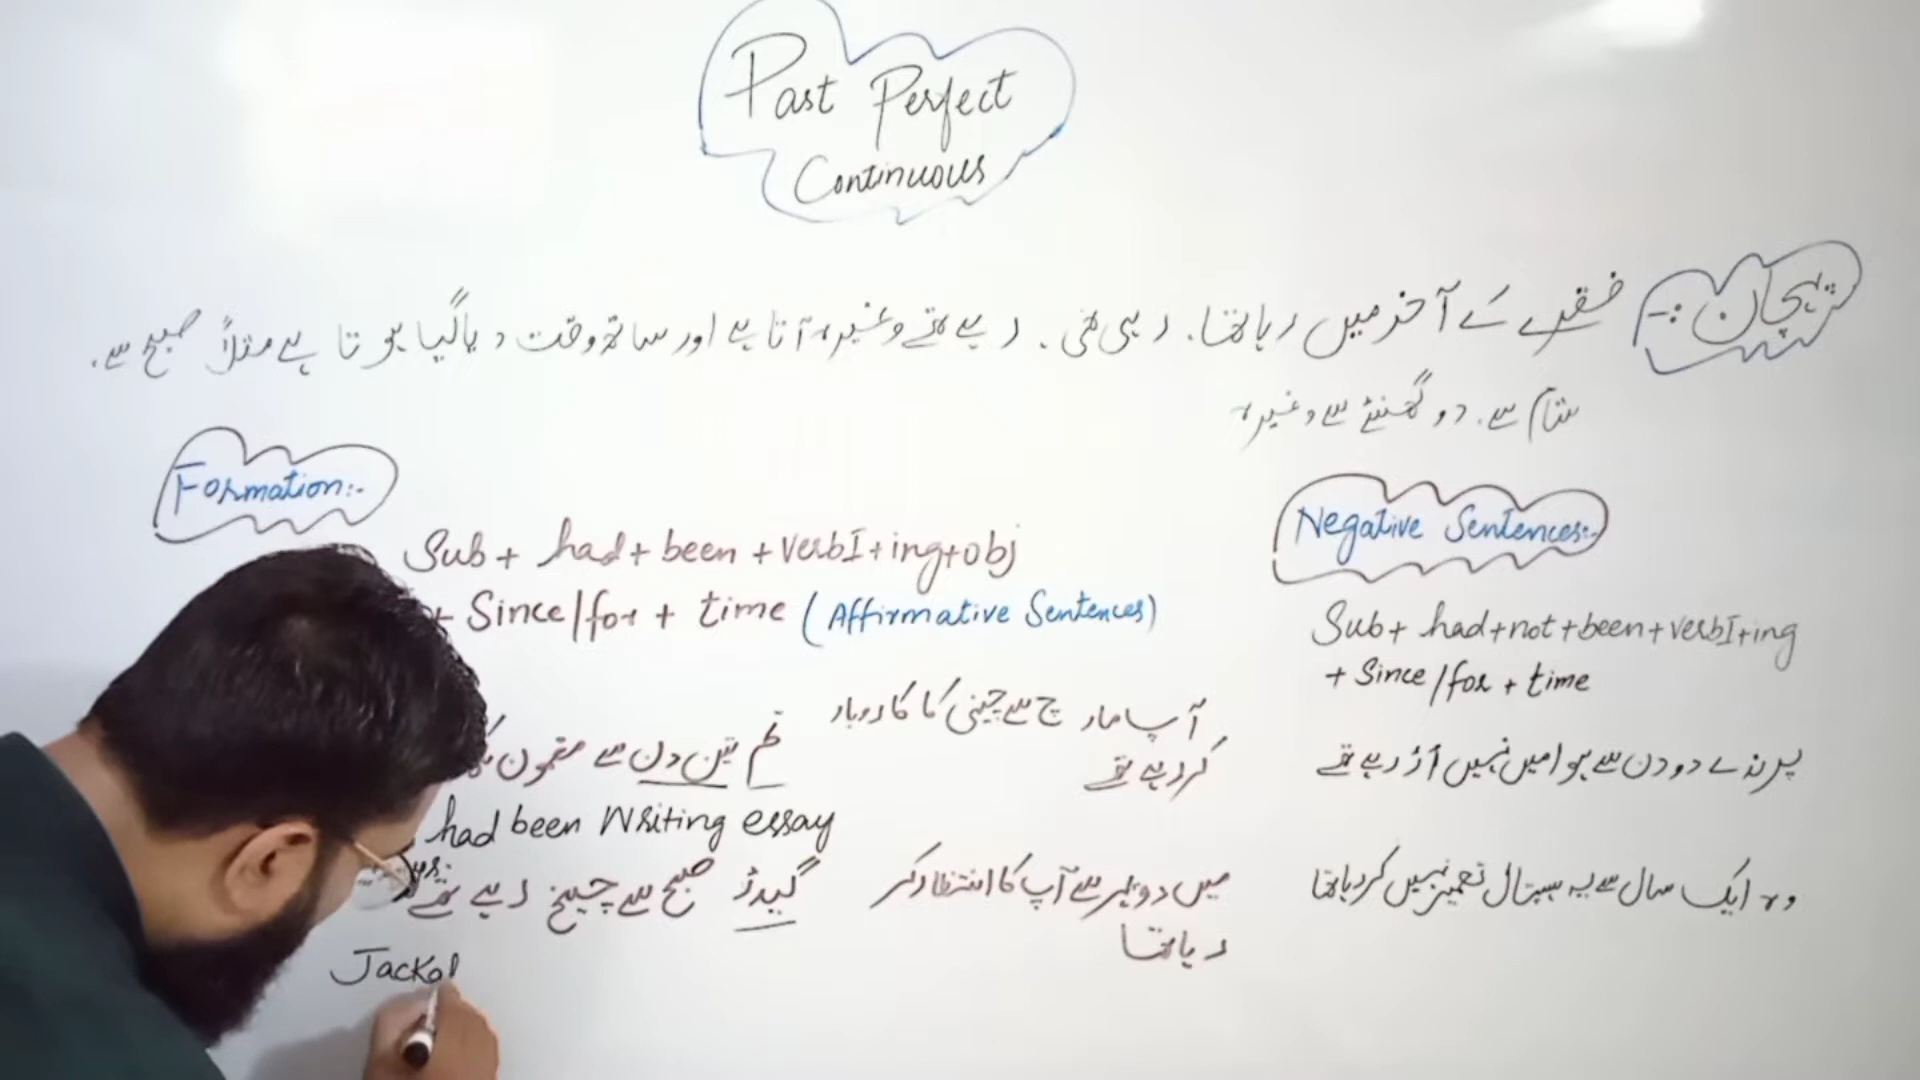 Past Perfect
Continuous
پہچان :-
فقرے کے آخر میں رہا تھا، رہی تھی، رہے تھے وغیرہ آتا ہے اور ساتھ وقت دیا گیا ہوتا ہے مثلاً صبح سے،
شام سے، دو گھنٹے سے وغیرہ
Formation:-
Sub + had + been + verbI + ing + obj
+ Since/for + time (Affirmative Sentences)
تم تین دن سے مضمون
had been Writing essay
گیدڑ صبح سے چیخ رہے تھے
Jackal
آپ مارچ سے چینی کا کاروبار
کر رہے تھے
میں دوپہر سے آپ کا انتظار کر
رہا تھا
Negative Sentences:-
Sub + had + not + been + verbI + ing
+ Since/for + time
پرندے دو دن سے ہوا میں نہیں اڑ رہے تھے
وہ ایک سال سے یہ ہسپتال تعمیر نہیں کر رہا تھا